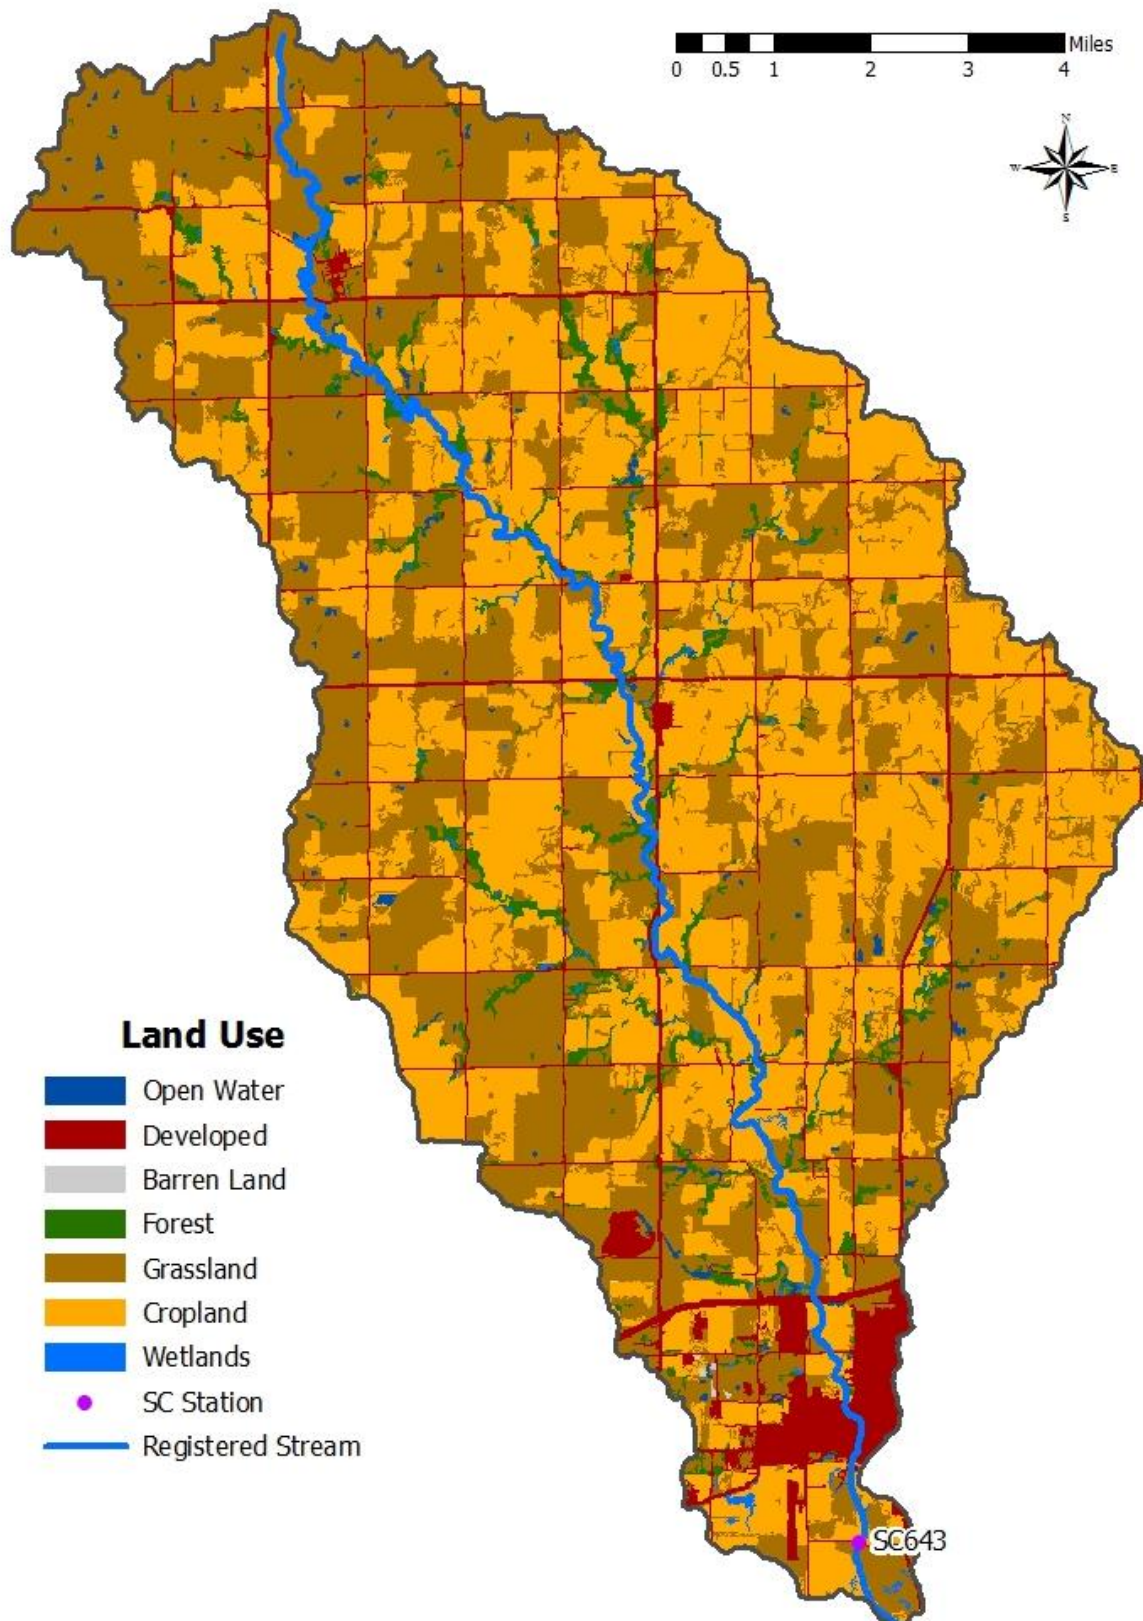 Miles
0 0.5 1 2 3 4
N
W E
S
Land Use
Open Water
Developed
Barren Land
Forest
Grassland
Cropland
Wetlands
SC Station
Registered Stream
SC643